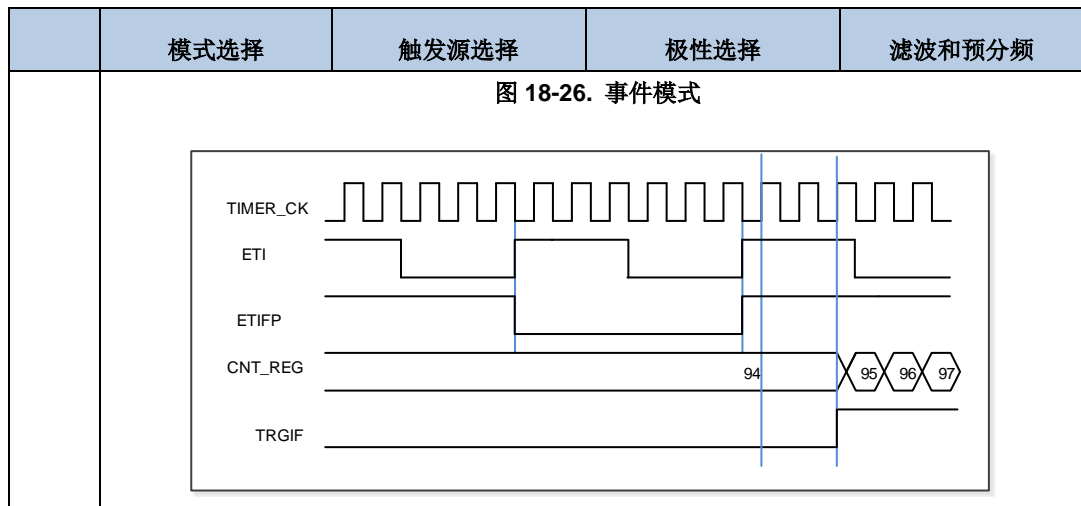 模式选择 触发源选择 极性选择 滤波和预分频
图 18-26. 事件模式
TIMER_CK
ETI
ETIFP
CNT_REG 94 95 96 97
TRGIF